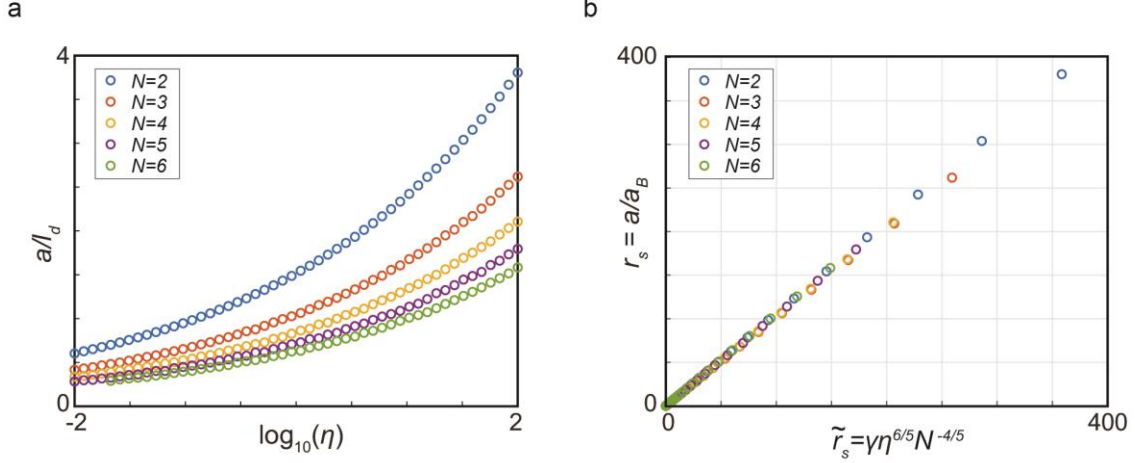 a
4
N=2
N=3
N=4
N=5
N=6
a/l_d
0
-2
2
log₁₀(η)
b
400
N=2
N=3
N=4
N=5
N=6
r_s = a/a_B
0
0
400
r̃_s=γη^{6/5}N^{-4/5}